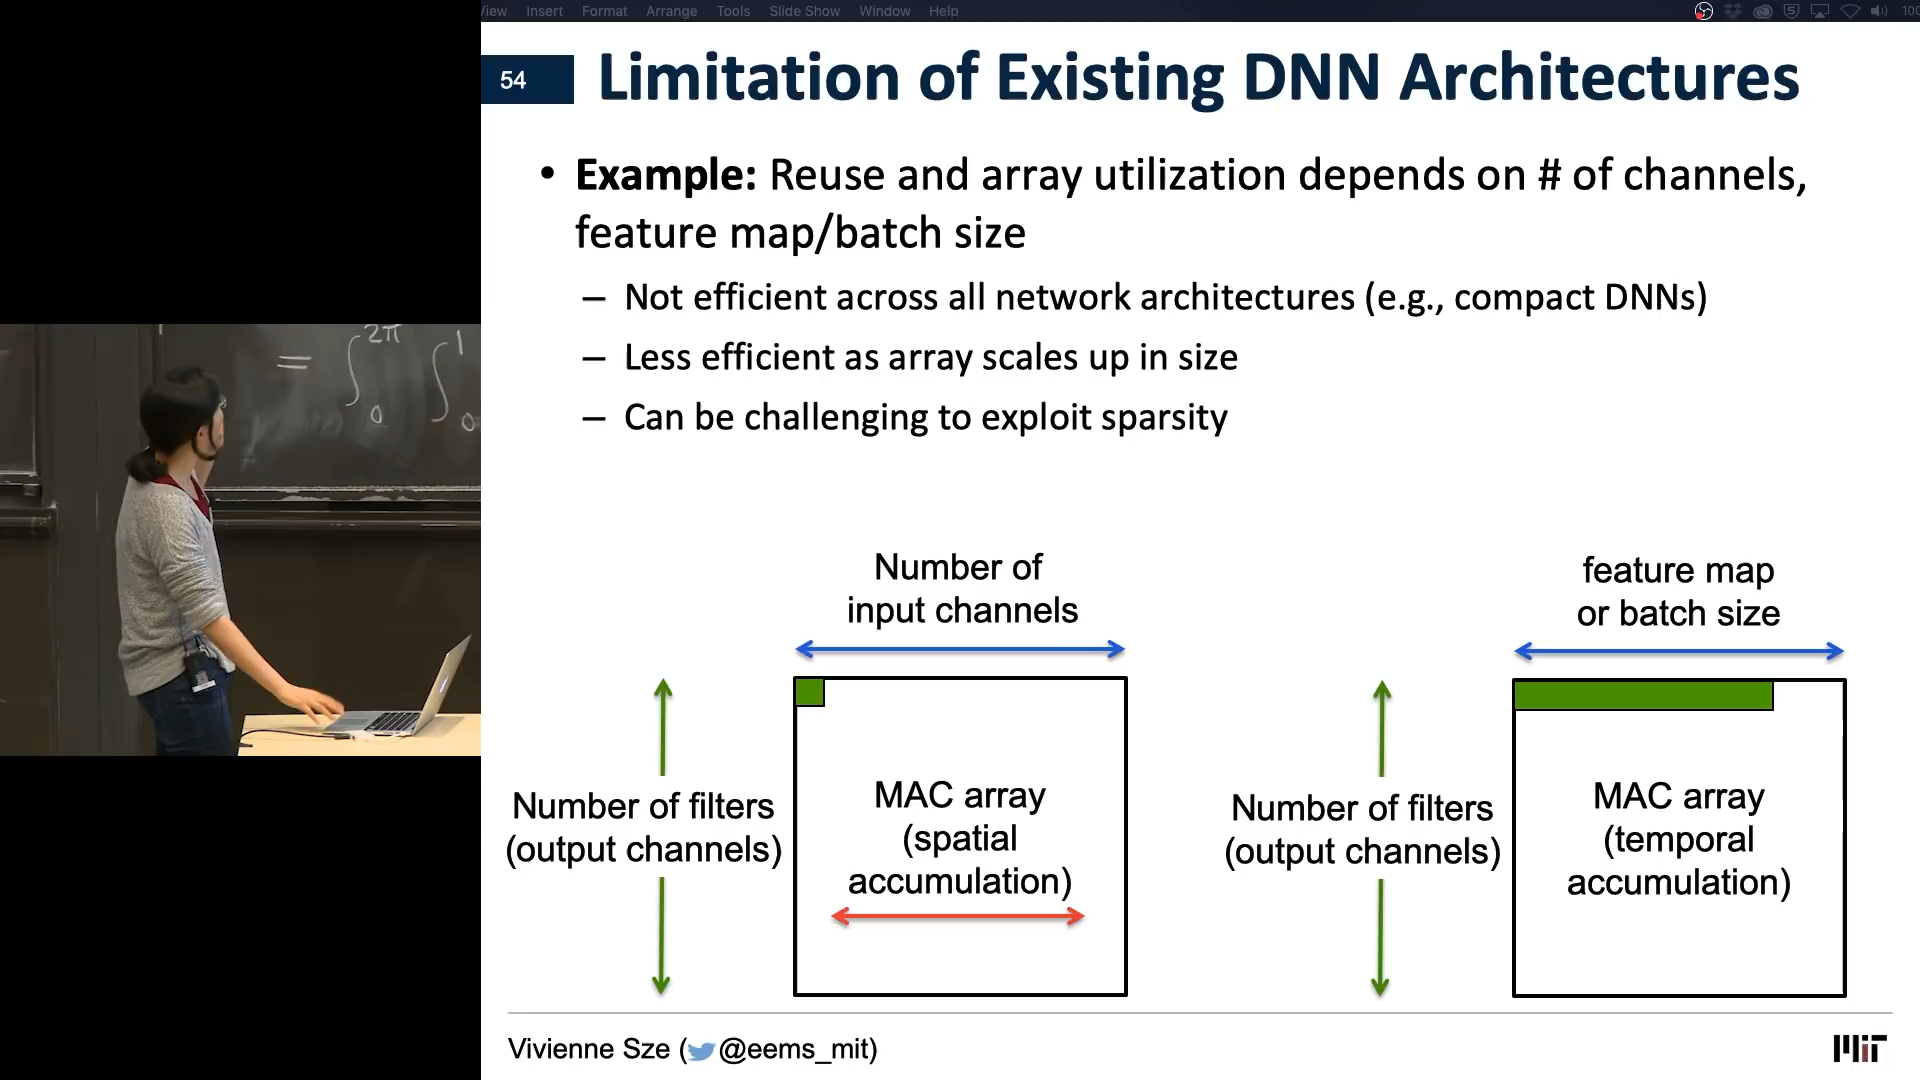 View Insert Format Arrange Tools Slide Show Window Help
54
Limitation of Existing DNN Architectures
• Example: Reuse and array utilization depends on # of channels,
feature map/batch size
– Not efficient across all network architectures (e.g., compact DNNs)
– Less efficient as array scales up in size
– Can be challenging to exploit sparsity
= ∫ 2π 0 ∫ 1 0
Number of
input channels
Number of filters
(output channels)
MAC array
(spatial
accumulation)
feature map
or batch size
Number of filters
(output channels)
MAC array
(temporal
accumulation)
Vivienne Sze (@eems_mit)
MIT